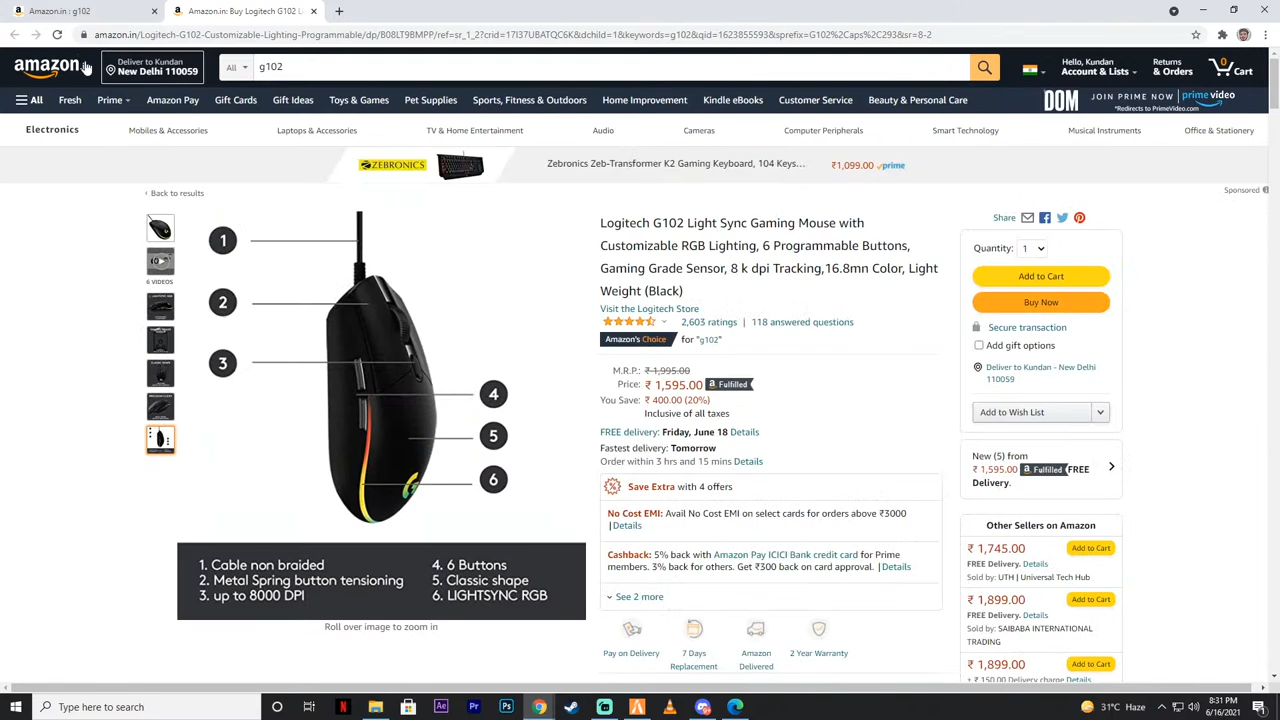 Amazon.in : g102
Amazon.in: Buy Logitech G102 L
amazon.in/Logitech-G102-Customizable-Lighting-Programmable/dp/B08LT9BMPP/ref=sr_1_2?crid=17I37UBATQC6K&dchild=1&keywords=g102&qid=1623855593&sprefix=G102%2Caps%2C293&sr=8-2
amazon
Deliver to Kundan
New Delhi 110059
All
g102
Hello, Kundan
Account & Lists
Returns
& Orders
0
Cart
All
Fresh
Prime
Amazon Pay
Gift Cards
Gift Ideas
Toys & Games
Pet Supplies
Sports, Fitness & Outdoors
Home Improvement
Kindle eBooks
Customer Service
Beauty & Personal Care
DOM
JOIN PRIME NOW
*Redirects to PrimeVideo.com
prime video
Electronics
Mobiles & Accessories
Laptops & Accessories
TV & Home Entertainment
Audio
Cameras
Computer Peripherals
Smart Technology
Musical Instruments
Office & Stationery
ZEBRONICS
Zebronics Zeb-Transformer K2 Gaming Keyboard, 104 Keys…
₹1,099.00 prime
Sponsored
‹ Back to results
6 VIDEOS
1
2
3
4
5
6
1. Cable non braided
2. Metal Spring button tensioning
3. up to 8000 DPI
4. 6 Buttons
5. Classic shape
6. LIGHTSYNC RGB
Roll over image to zoom in
Logitech G102 Light Sync Gaming Mouse with
Customizable RGB Lighting, 6 Programmable Buttons,
Gaming Grade Sensor, 8 k dpi Tracking,16.8mn Color, Light
Weight (Black)
Visit the Logitech Store
2,603 ratings | 118 answered questions
Amazon's Choice for "g102"
M.R.P.: ₹ 1,995.00
Price: ₹ 1,595.00 Fulfilled
You Save: ₹ 400.00 (20%)
Inclusive of all taxes
FREE delivery: Friday, June 18 Details
Fastest delivery: Tomorrow
Order within 3 hrs and 15 mins Details
Save Extra with 4 offers
No Cost EMI: Avail No Cost EMI on select cards for orders above ₹3000
|Details
Cashback: 5% back with Amazon Pay ICICI Bank credit card for Prime
members. 3% back for others. Get ₹300 back on card approval. |Details
See 2 more
Pay on Delivery
7 Days
Replacement
Amazon
Delivered
2 Year Warranty
Share
Quantity: 1
Add to Cart
Buy Now
Secure transaction
Add gift options
Deliver to Kundan - New Delhi
110059
Add to Wish List
New (5) from
₹ 1,595.00 Fulfilled FREE
Delivery.
Other Sellers on Amazon
₹ 1,745.00
Add to Cart
FREE Delivery. Details
Sold by: UTH | Universal Tech Hub
₹ 1,899.00
Add to Cart
FREE Delivery. Details
Sold by: SAIBABA INTERNATIONAL
TRADING
₹ 1,899.00
Add to Cart
+ ₹ 150.00 Delivery charge Details
Type here to search
31°C Haze
8:31 PM
6/16/2021